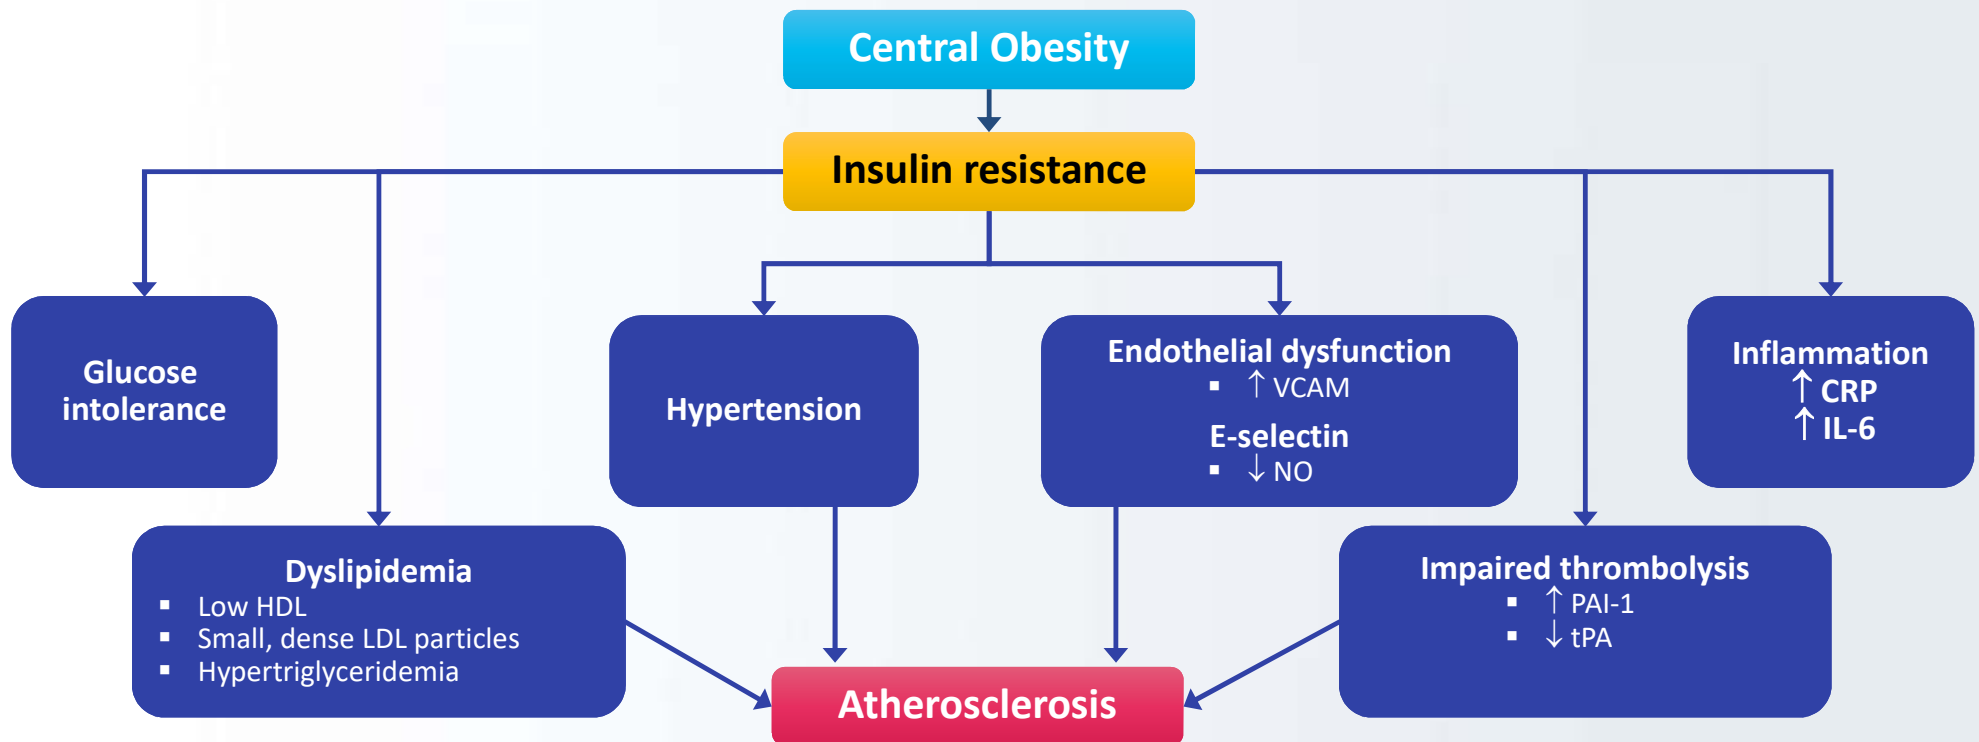 Central Obesity
Insulin resistance
Glucose
intolerance
Hypertension
Endothelial dysfunction
▪ ↑ VCAM
E-selectin
▪ ↓ NO
Inflammation
↑ CRP
↑ IL-6
Dyslipidemia
▪ Low HDL
▪ Small, dense LDL particles
▪ Hypertriglyceridemia
Impaired thrombolysis
▪ ↑ PAI-1
▪ ↓ tPA
Atherosclerosis